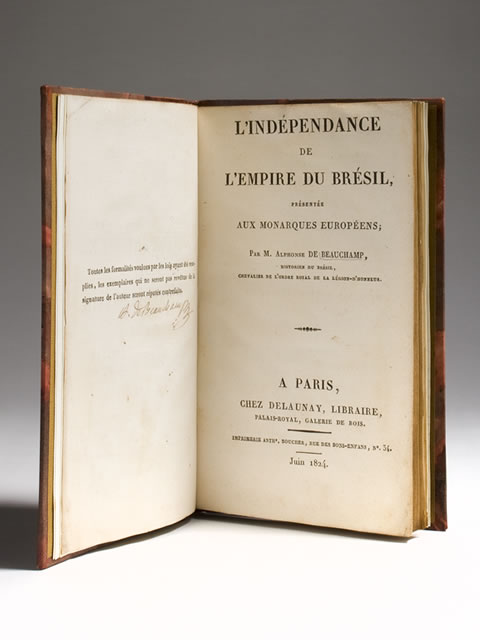 Toutes les formalités voulues par les lois ayant été rem-
plies, les exemplaires qui ne seront pas revêtus de la
signature de l'auteur seront réputés contrefaits.
L'INDÉPENDANCE
DE
L'EMPIRE DU BRÉSIL,
PRÉSENTÉE
AUX MONARQUES EUROPÉENS;
PAR M. ALPHONSE DE BEAUCHAMP,
HISTORIEN DU BRÉSIL,
CHEVALIER DE L'ORDRE ROYAL DE LA LÉGION-D'HONNEUR.
A PARIS,
CHEZ DELAUNAY, LIBRAIRE,
PALAIS-ROYAL, GALERIE DE BOIS.
IMPRIMERIE ANTHe. BOUCHER, RUE DES BONS-ENFANS, No. 34.
Juin 1824.